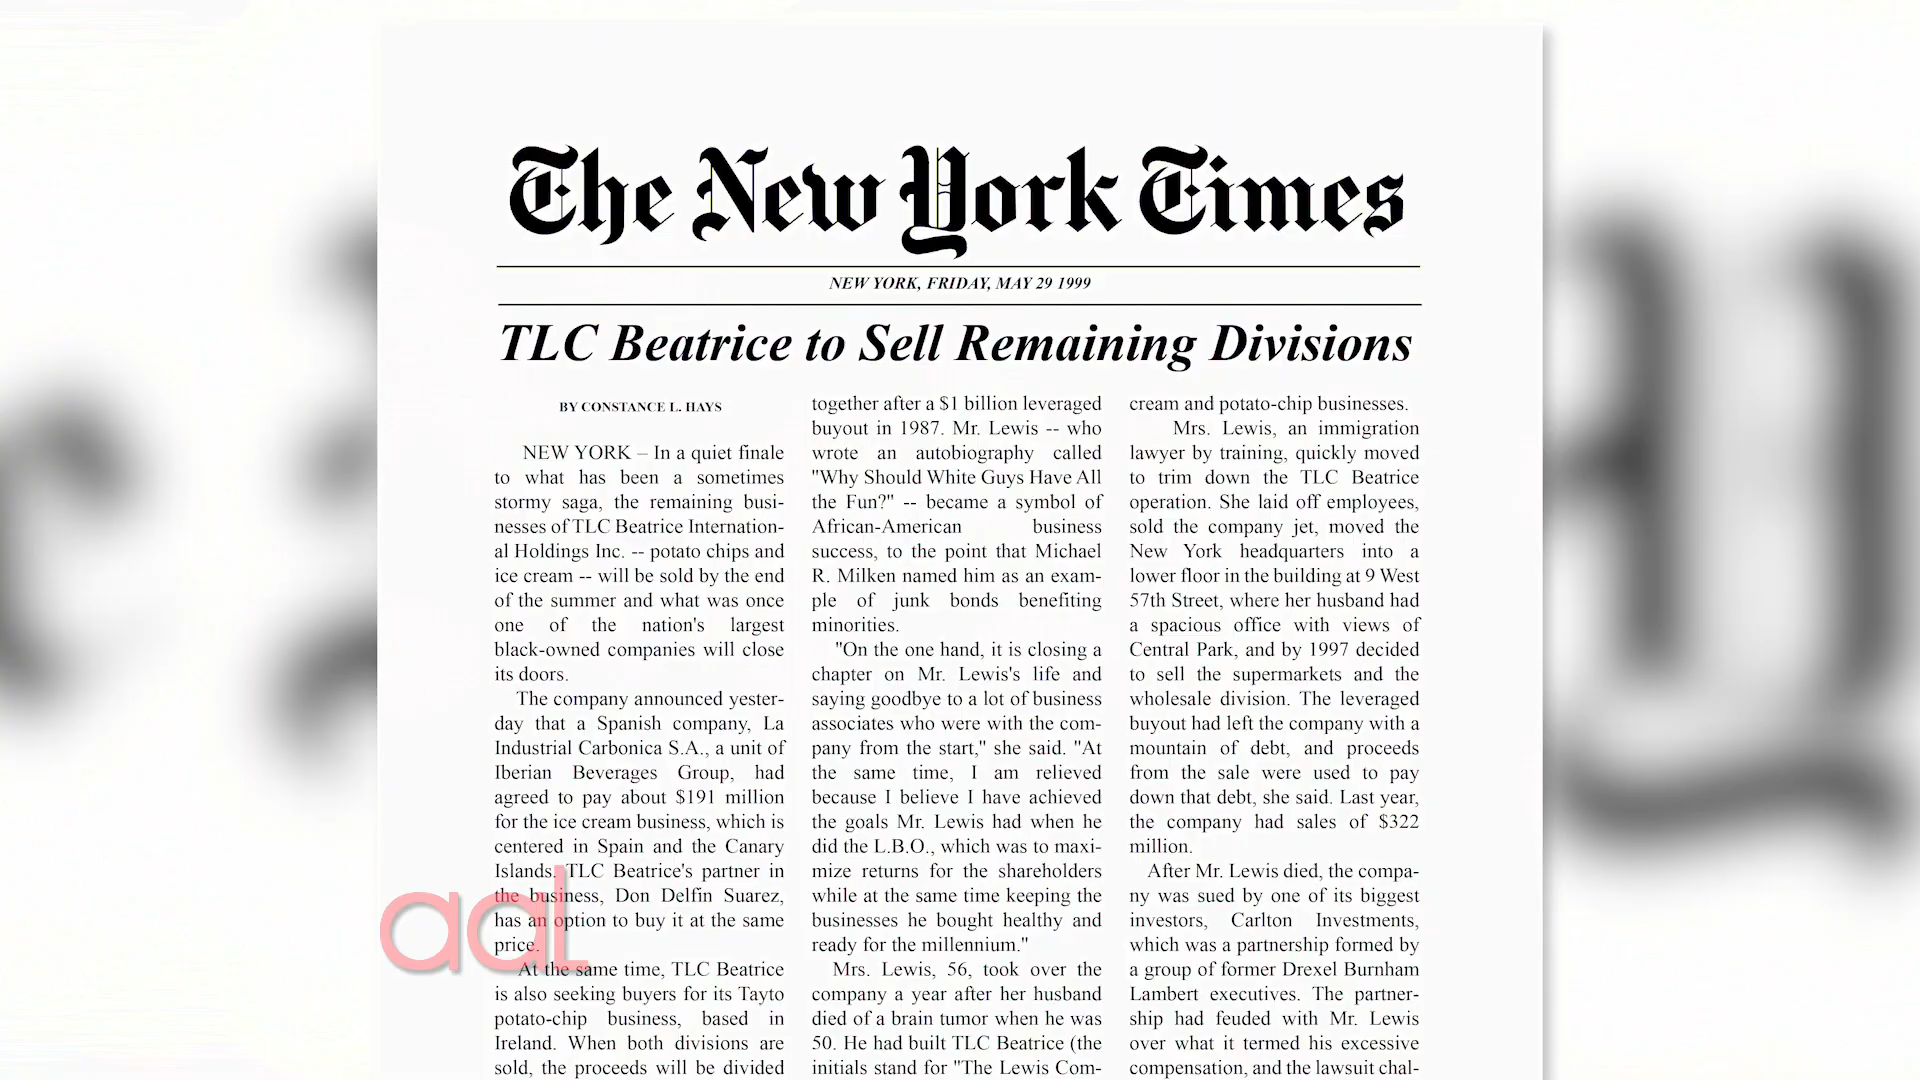 The New York Times
NEW YORK, FRIDAY, MAY 29 1999
TLC Beatrice to Sell Remaining Divisions
BY CONSTANCE L. HAYS
NEW YORK – In a quiet finale
to what has been a sometimes
stormy saga, the remaining busi-
nesses of TLC Beatrice Internation-
al Holdings Inc. -- potato chips and
ice cream -- will be sold by the end
of the summer and what was once
one of the nation's largest
black-owned companies will close
its doors.
The company announced yester-
day that a Spanish company, La
Industrial Carbonica S.A., a unit of
Iberian Beverages Group, had
agreed to pay about $191 million
for the ice cream business, which is
centered in Spain and the Canary
Islands. TLC Beatrice's partner in
the business, Don Delfin Suarez,
has an option to buy it at the same
price.
At the same time, TLC Beatrice
is also seeking buyers for its Tayto
potato-chip business, based in
Ireland. When both divisions are
sold, the proceeds will be divided
together after a $1 billion leveraged
buyout in 1987. Mr. Lewis -- who
wrote an autobiography called
"Why Should White Guys Have All
the Fun?" -- became a symbol of
African-American business
success, to the point that Michael
R. Milken named him as an exam-
ple of junk bonds benefiting
minorities.
"On the one hand, it is closing a
chapter on Mr. Lewis's life and
saying goodbye to a lot of business
associates who were with the com-
pany from the start," she said. "At
the same time, I am relieved
because I believe I have achieved
the goals Mr. Lewis had when he
did the L.B.O., which was to maxi-
mize returns for the shareholders
while at the same time keeping the
businesses he bought healthy and
ready for the millennium."
Mrs. Lewis, 56, took over the
company a year after her husband
died of a brain tumor when he was
50. He had built TLC Beatrice (the
initials stand for "The Lewis Com-
cream and potato-chip businesses.
Mrs. Lewis, an immigration
lawyer by training, quickly moved
to trim down the TLC Beatrice
operation. She laid off employees,
sold the company jet, moved the
New York headquarters into a
lower floor in the building at 9 West
57th Street, where her husband had
a spacious office with views of
Central Park, and by 1997 decided
to sell the supermarkets and the
wholesale division. The leveraged
buyout had left the company with a
mountain of debt, and proceeds
from the sale were used to pay
down that debt, she said. Last year,
the company had sales of $322
million.
After Mr. Lewis died, the compa-
ny was sued by one of its biggest
investors, Carlton Investments,
which was a partnership formed by
a group of former Drexel Burnham
Lambert executives. The partner-
ship had feuded with Mr. Lewis
over what it termed his excessive
compensation, and the lawsuit chal-
aal